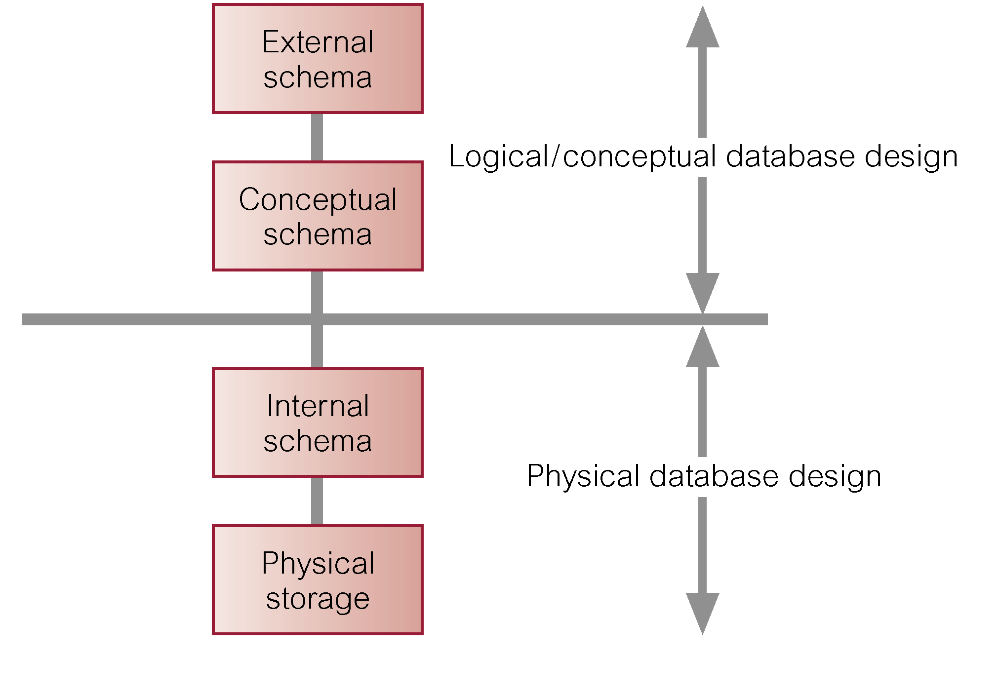 External
schema
Logical/conceptual database design
Conceptual
schema
Internal
schema
Physical database design
Physical
storage